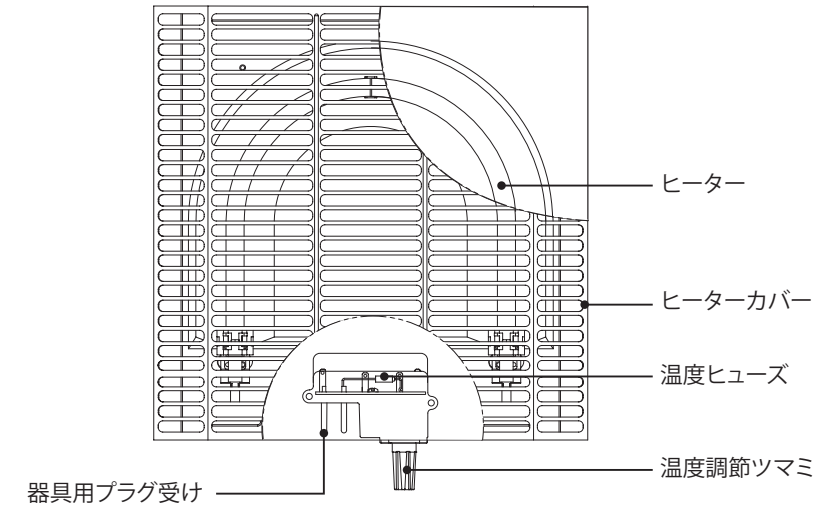 ヒーター
ヒーターカバー
温度ヒューズ
温度調節ツマミ
器具用プラグ受け